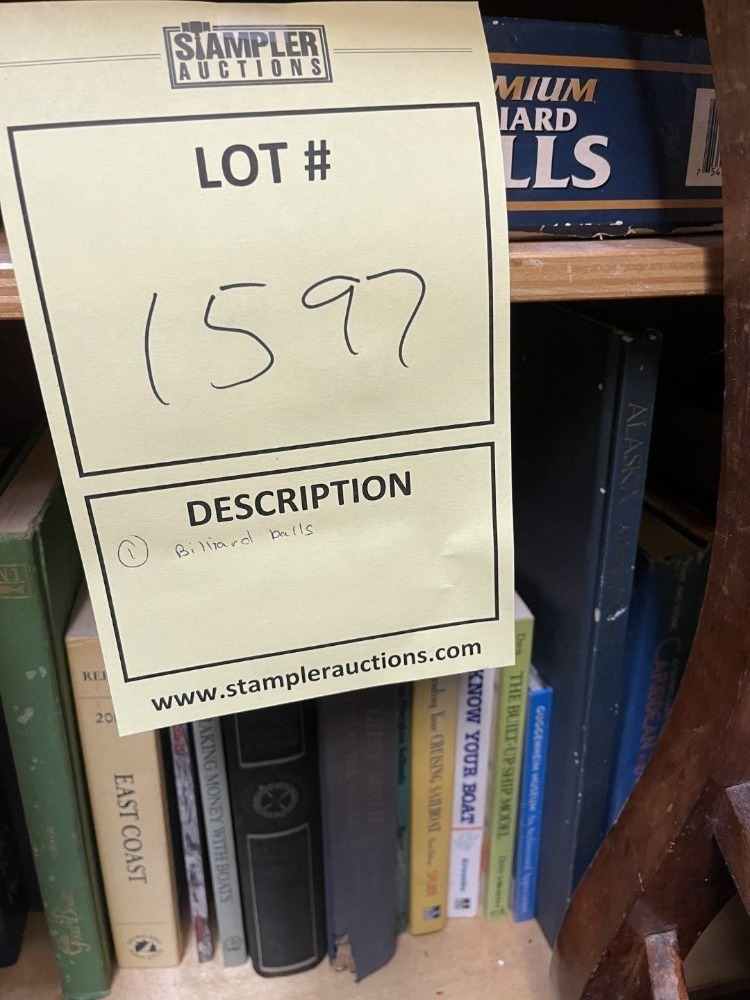 STAMPLER
AUCTIONS
LOT #
1597
DESCRIPTION
① Billiard balls
www.stamplerauctions.com
MIUM
IARD
LLS
ALASKA
EAST COAST
AKING MONEY WITH BOATS
CRUISING SAILBOAT
KNOW YOUR BOAT
THE BUILT-UP SHIP MODEL
GUGGENHEIM MUSEUM
CARIBBEAN